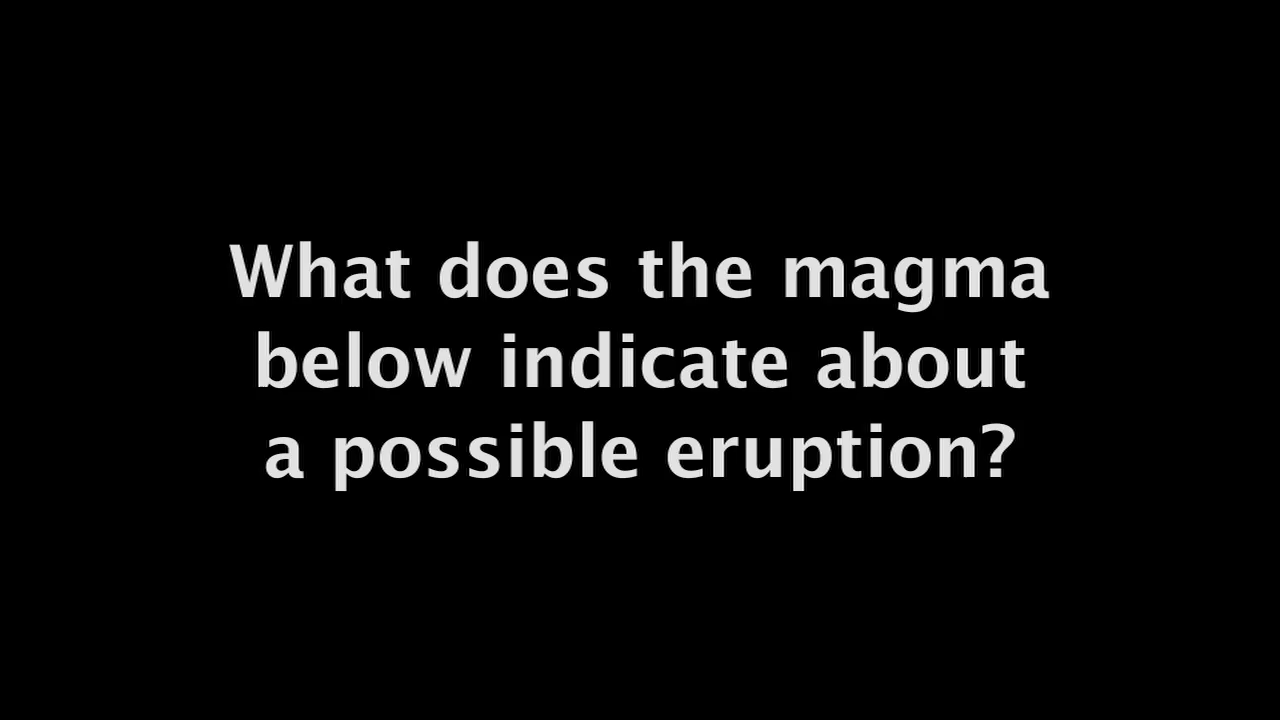 What does the magma
below indicate about
a possible eruption?